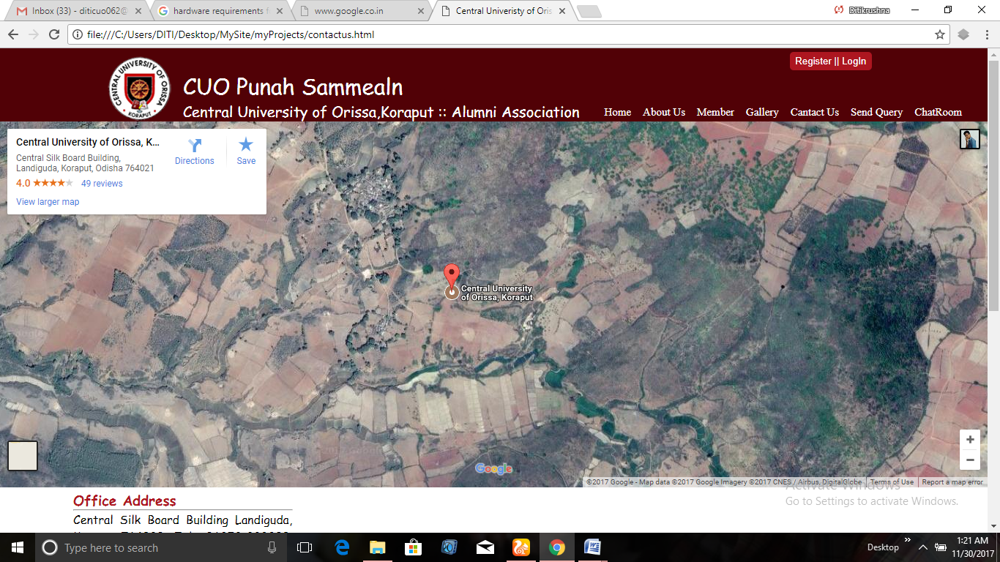 Inbox (33) - diticuo062@
hardware requirements f
www.google.co.in
Central Univeristy of Oris
Ditikrushna
file:///C:/Users/DITI/Desktop/MySite/myProjects/contactus.html
Register || LogIn
CENTRAL UNIVERSITY OF ORISSA
KORAPUT
CUO Punah Sammealn
Central University of Orissa,Koraput :: Alumni Association
Home About Us Member Gallery Cantact Us Send Query ChatRoom
Central University of Orissa, K...
Central Silk Board Building,
Landiguda, Koraput, Odisha 764021
4.0 49 reviews
View larger map
Directions
Save
Central University
of Orissa, Koraput
+
−
Google
©2017 Google - Map data ©2017 Google Imagery ©2017 CNES / Airbus, DigitalGlobe Terms of Use Report a map error
Activate Windows
Go to Settings to activate Windows.
Office Address
Central Silk Board Building Landiguda,
Type here to search
Desktop
1:21 AM
11/30/2017